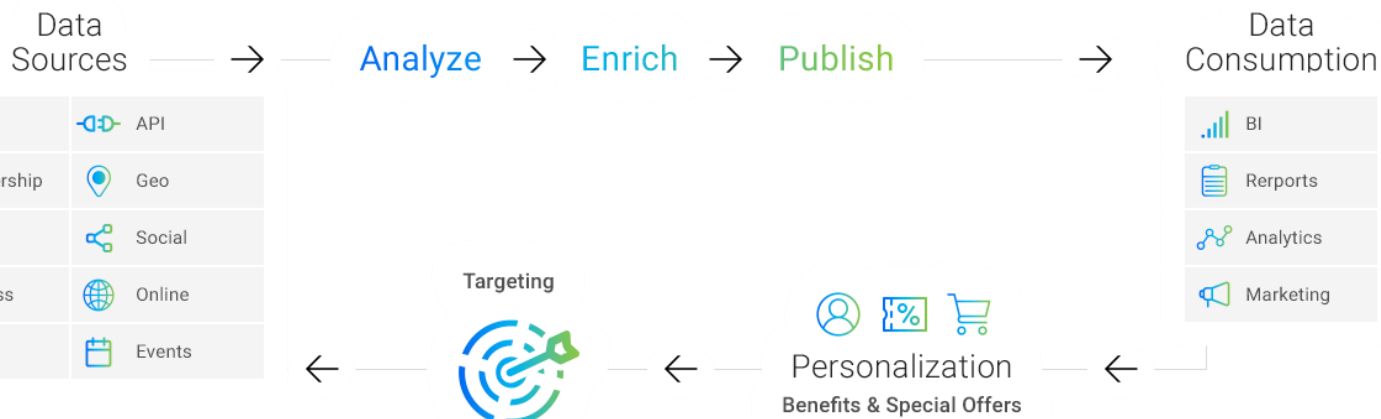 Data
Sources
Analyze
Enrich
Publish
Data
Consumption
API
rship
Geo
Social
ss
Online
Events
BI
Rerports
Analytics
Marketing
Targeting
Personalization
Benefits & Special Offers